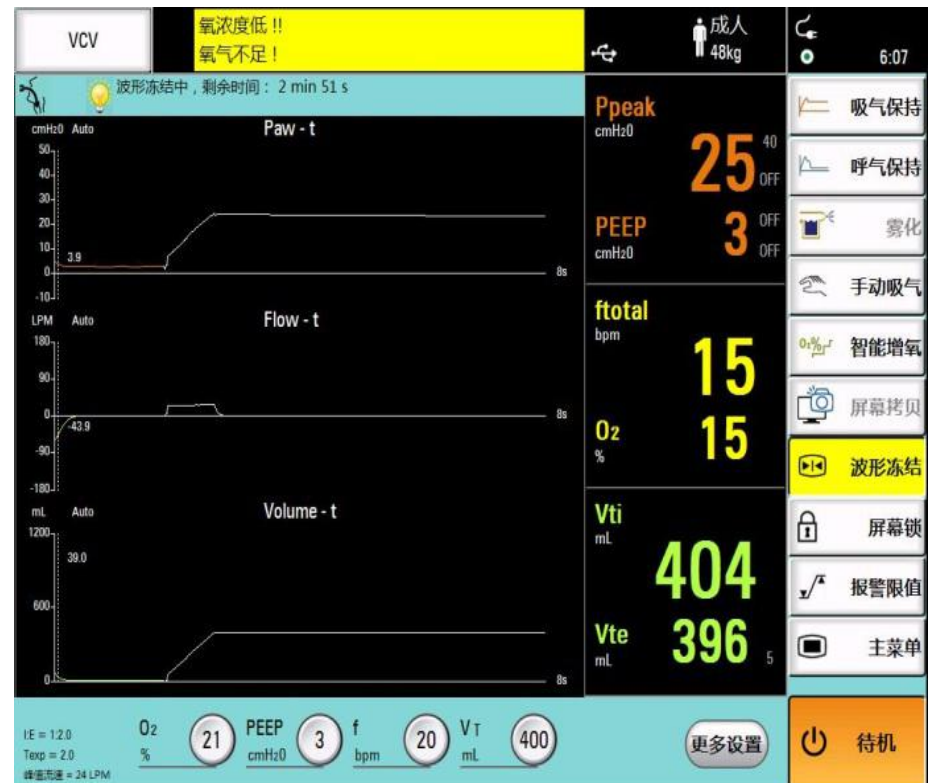 VCV
氧浓度低 !!
氧气不足 !
成人
48kg
6:07
波形冻结中，剩余时间： 2 min 51 s
cmH2O Auto
Paw - t
50
40
30
20
10
0
-10
3.9
8s
LPM Auto
Flow - t
180
90
0
-90
-180
-43.9
8s
mL Auto
Volume - t
1200
600
0
39.0
8s
Ppeak
cmH2O
25
40
OFF
PEEP
cmH2O
3
OFF
OFF
ftotal
bpm
15
O2
%
15
Vti
mL
404
Vte
mL
396
5
吸气保持
呼气保持
雾化
手动吸气
O2% 智能增氧
屏幕拷贝
波形冻结
屏幕锁
报警限值
主菜单
I:E = 1:2.0
Texp = 2.0
峰值流速 = 24 LPM
O2
%
21
PEEP
cmH2O
3
f
bpm
20
VT
mL
400
更多设置
待机